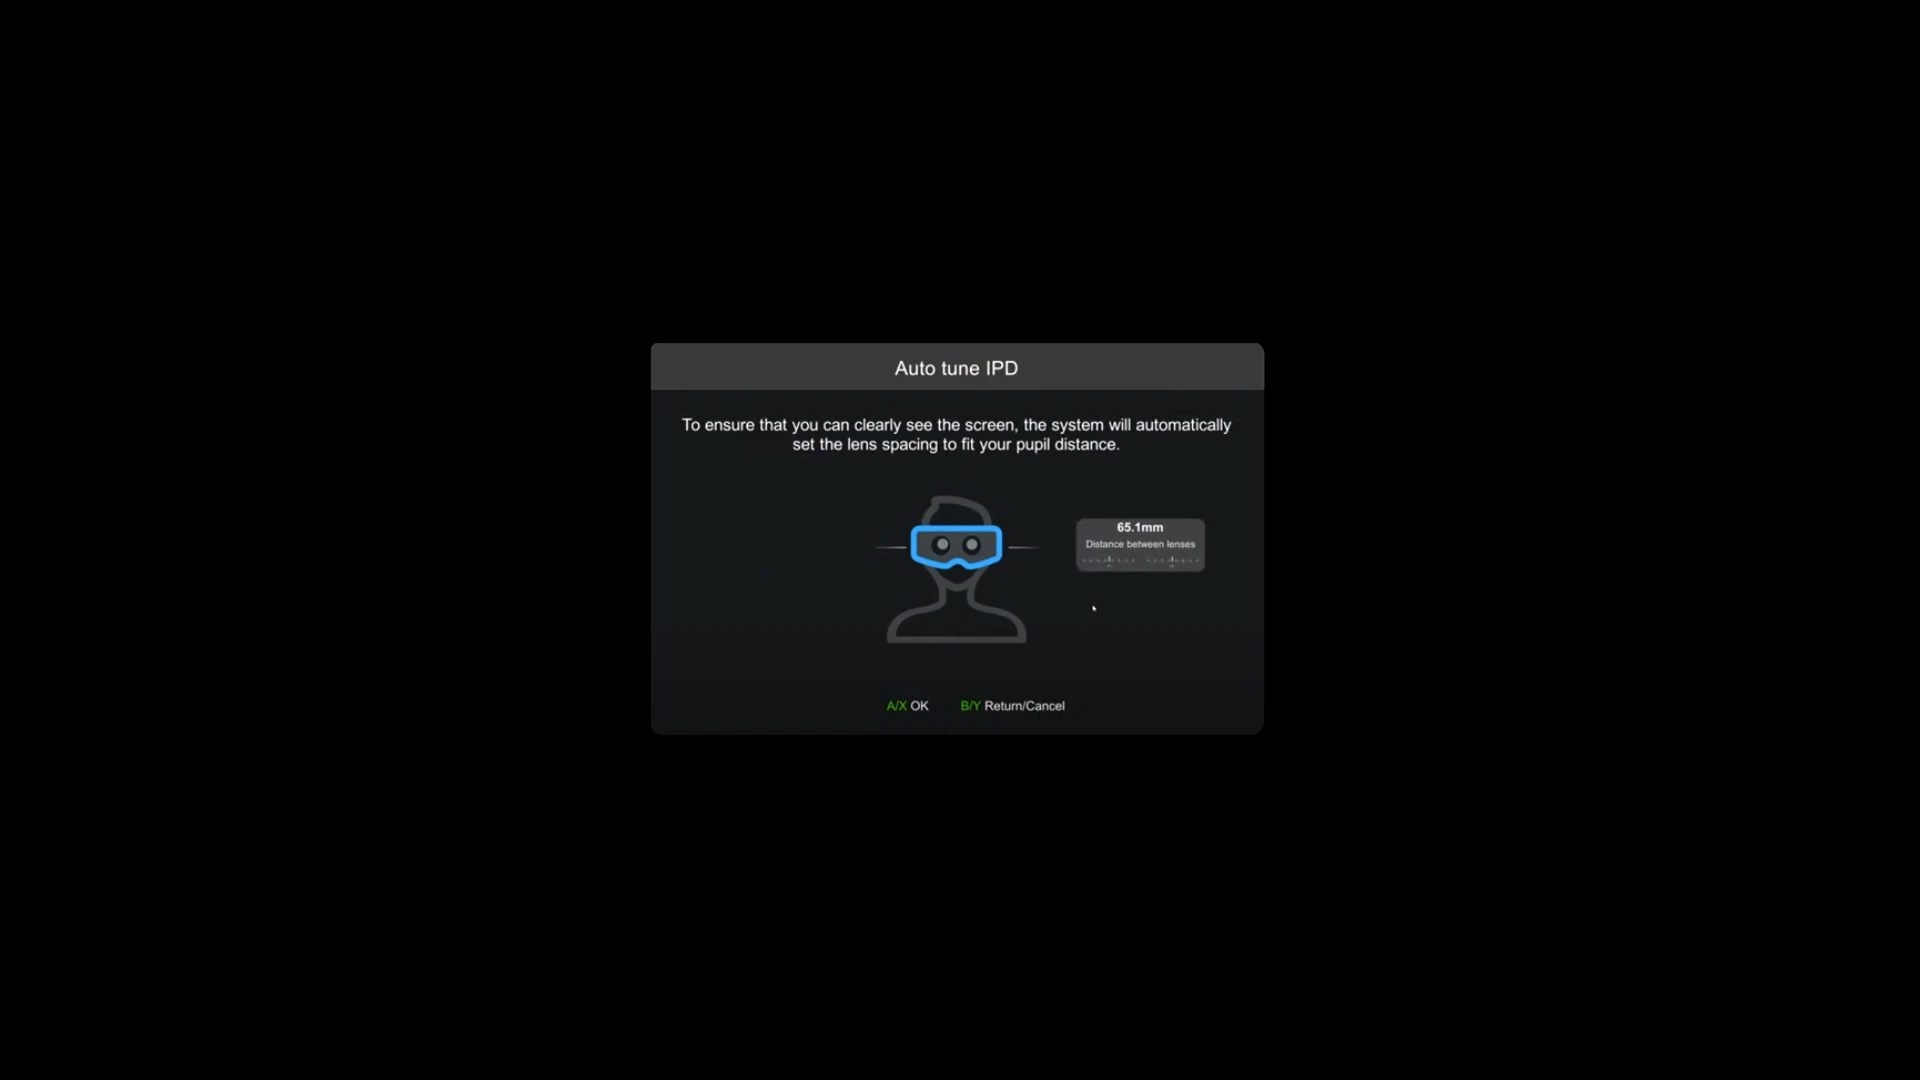 Auto tune IPD
To ensure that you can clearly see the screen, the system will automatically
set the lens spacing to fit your pupil distance.
65.1mm
Distance between lenses
A/X OK B/Y Return/Cancel